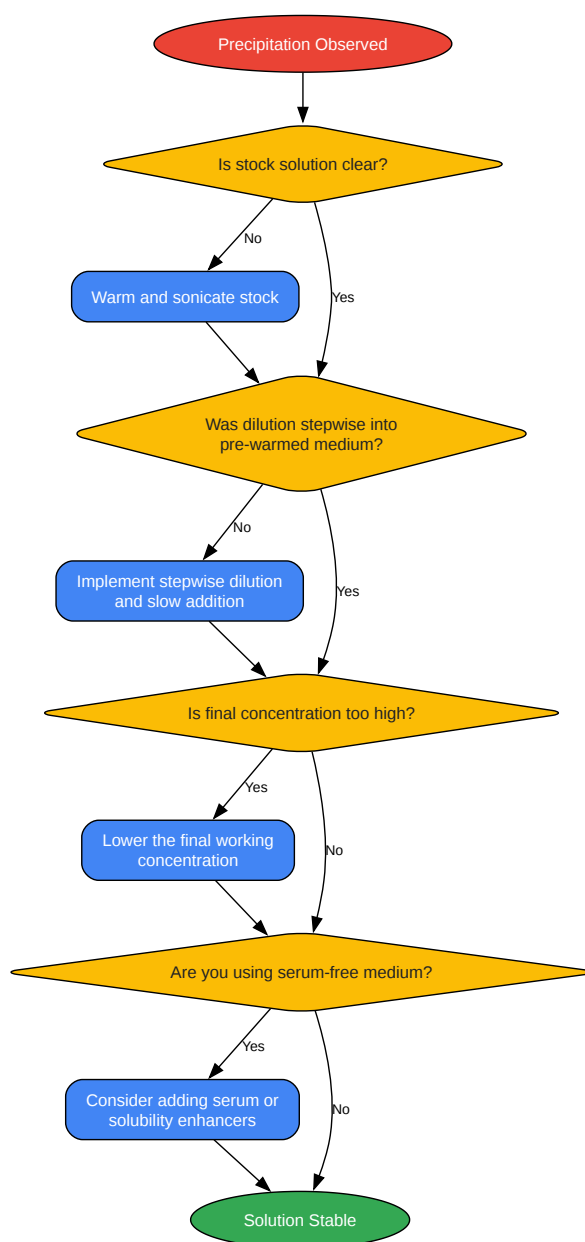 Precipitation Observed
Is stock solution clear?
No
Warm and sonicate stock
Yes
Was dilution stepwise into
pre-warmed medium?
No
Implement stepwise dilution
and slow addition
Yes
Is final concentration too high?
Yes
Lower the final working
concentration
No
Are you using serum-free medium?
Yes
Consider adding serum or
solubility enhancers
No
Solution Stable